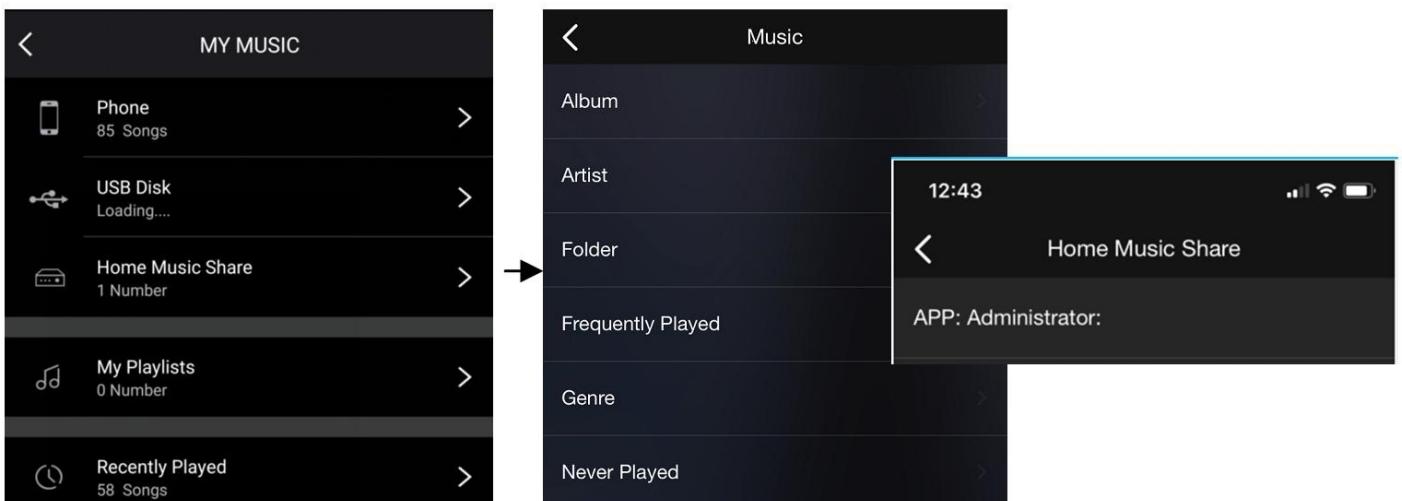 MY MUSIC
Phone
85 Songs
USB Disk
Loading....
Home Music Share
1 Number
My Playlists
0 Number
Recently Played
58 Songs
Music
Album
Artist
Folder
Frequently Played
Genre
Never Played
12:43
Home Music Share
APP: Administrator: